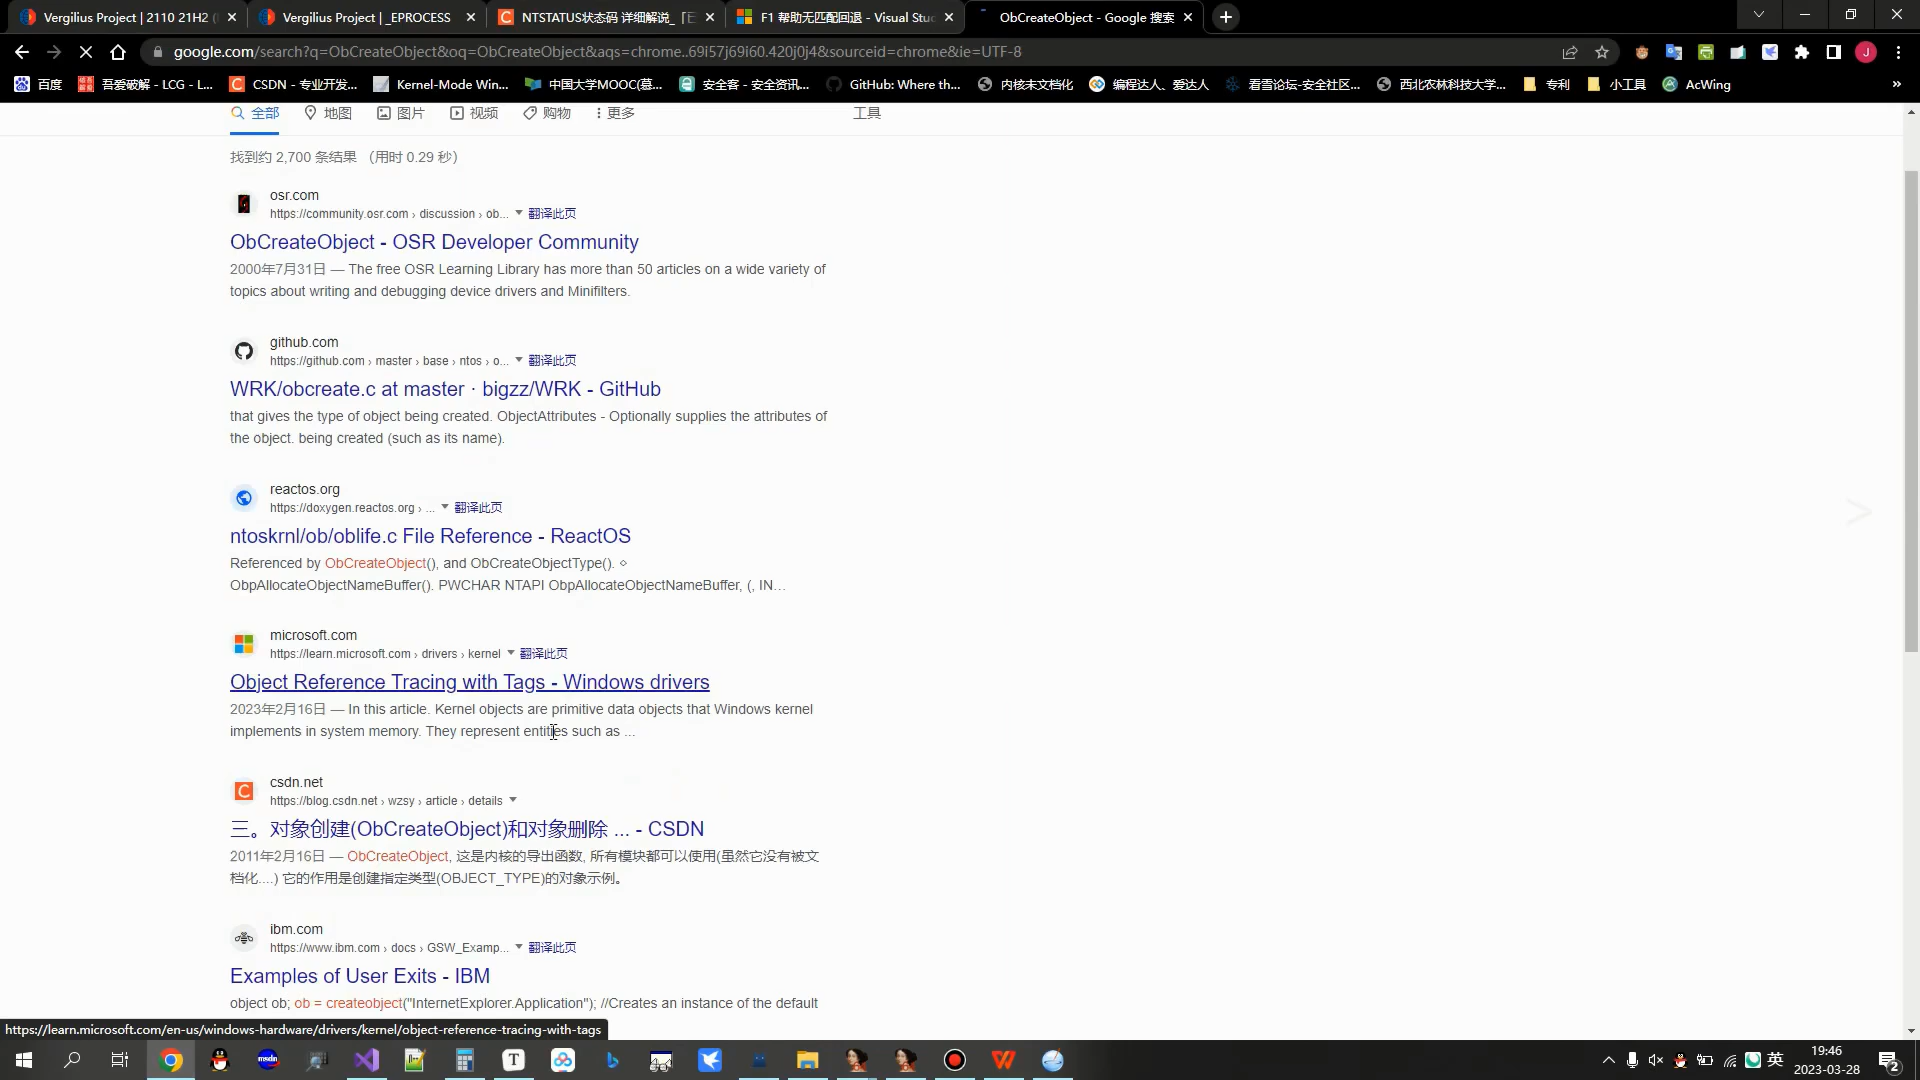 Vergilius Project | 2110 21H2 (
Vergilius Project | _EPROCESS
NTSTATUS状态码 详细解说_
F1 帮助无匹配回退 - Visual Stuc
ObCreateObject - Google 搜索
google.com/search?q=ObCreateObject&oq=ObCreateObject&aqs=chrome..69i57j69i60.420j0j4&sourceid=chrome&ie=UTF-8
百度
吾爱破解 - LCG - L...
CSDN - 专业开发...
Kernel-Mode Win...
中国大学MOOC(慕...
安全客 - 安全资讯...
GitHub: Where th...
内核未文档化
编程达人、爱达人
看雪论坛-安全社区...
西北农林科技大学...
专利
小工具
AcWing
»
全部
地图
图片
视频
购物
更多
工具
找到约 2,700 条结果 （用时 0.29 秒）
osr.com
https://community.osr.com › discussion › ob... 翻译此页
ObCreateObject - OSR Developer Community
2000年7月31日 — The free OSR Learning Library has more than 50 articles on a wide variety of
topics about writing and debugging device drivers and Minifilters.
github.com
https://github.com › master › base › ntos › o... 翻译此页
WRK/obcreate.c at master · bigzz/WRK - GitHub
that gives the type of object being created. ObjectAttributes - Optionally supplies the attributes of
the object. being created (such as its name).
reactos.org
https://doxygen.reactos.org › ... 翻译此页
ntoskrnl/ob/oblife.c File Reference - ReactOS
Referenced by ObCreateObject(), and ObCreateObjectType(). ◇
ObpAllocateObjectNameBuffer(). PWCHAR NTAPI ObpAllocateObjectNameBuffer, (, IN...
microsoft.com
https://learn.microsoft.com › drivers › kernel 翻译此页
Object Reference Tracing with Tags - Windows drivers
2023年2月16日 — In this article. Kernel objects are primitive data objects that Windows kernel
implements in system memory. They represent entities such as ...
csdn.net
https://blog.csdn.net › wzsy › article › details
三。对象创建(ObCreateObject)和对象删除 ... - CSDN
2011年2月16日 — ObCreateObject, 这是内核的导出函数, 所有模块都可以使用(虽然它没有被文
档化....) 它的作用是创建指定类型(OBJECT_TYPE)的对象示例。
ibm.com
https://www.ibm.com › docs › GSW_Examp... 翻译此页
Examples of User Exits - IBM
object ob; ob = createobject("InternetExplorer.Application"); //Creates an instance of the default
https://learn.microsoft.com/en-us/windows-hardware/drivers/kernel/object-reference-tracing-with-tags
英
19:46
2023-03-28
2